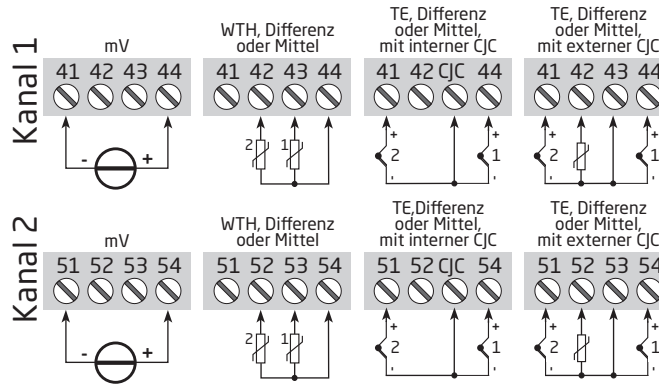 Kanal 1
mV
41 42 43 44
- +
WTH, Differenz
oder Mittel
41 42 43 44
2 1
TE, Differenz
oder Mittel,
mit interner CJC
41 42 CJC 44
+ +
2 1
- -
TE, Differenz
oder Mittel,
mit externer CJC
41 42 43 44
+ +
2 1
- -
Kanal 2
mV
51 52 53 54
- +
WTH, Differenz
oder Mittel
51 52 53 54
2 1
TE,Differenz
oder Mittel,
mit interner CJC
51 52 CJC 54
+ +
2 1
- -
TE, Differenz
oder Mittel,
mit externer CJC
51 52 53 54
+ +
2 1
- -